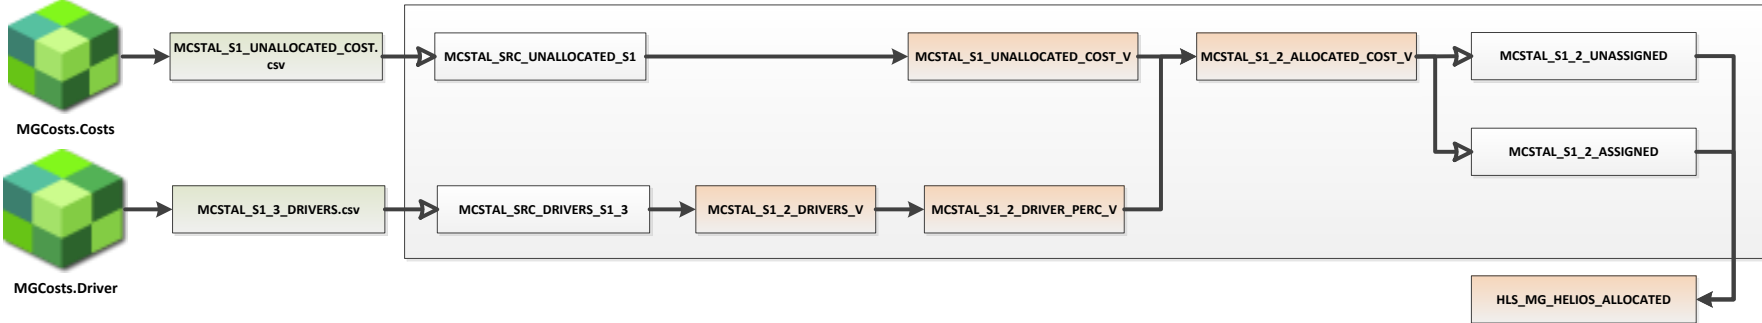 MCSTAL_S1_UNALLOCATED_COST.
csv
MCSTAL_SRC_UNALLOCATED_S1
MCSTAL_S1_UNALLOCATED_COST_V
MCSTAL_S1_2_ALLOCATED_COST_V
MCSTAL_S1_2_UNASSIGNED
MGCosts.Costs
MCSTAL_S1_2_ASSIGNED
MCSTAL_S1_3_DRIVERS.csv
MCSTAL_SRC_DRIVERS_S1_3
MCSTAL_S1_2_DRIVERS_V
MCSTAL_S1_2_DRIVER_PERC_V
MGCosts.Driver
HLS_MG_HELIOS_ALLOCATED